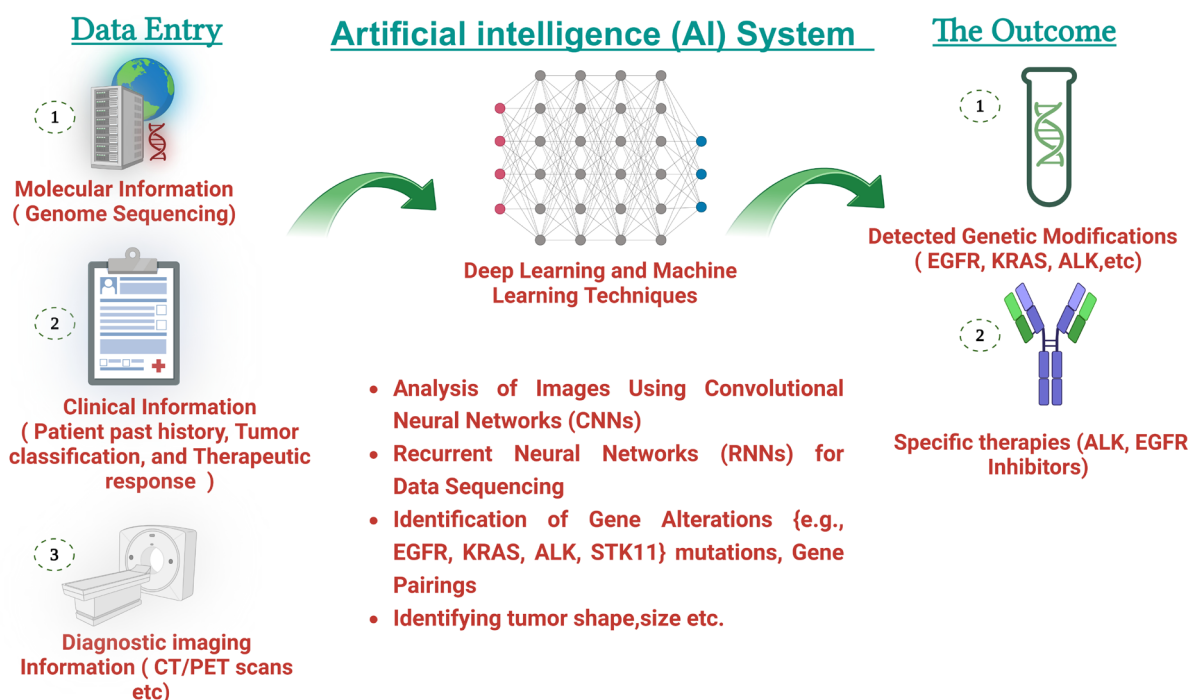 Data Entry
1
Molecular Information
( Genome Sequencing)
2
Clinical Information
( Patient past history, Tumor
classification, and Therapeutic
response )
3
Diagnostic imaging
Information ( CT/PET scans
etc)
Artificial intelligence (AI) System
Deep Learning and Machine
Learning Techniques
• Analysis of Images Using Convolutional
Neural Networks (CNNs)
• Recurrent Neural Networks (RNNs) for
Data Sequencing
• Identification of Gene Alterations {e.g.,
EGFR, KRAS, ALK, STK11} mutations, Gene
Pairings
• Identifying tumor shape,size etc.
The Outcome
1
Detected Genetic Modifications
( EGFR, KRAS, ALK,etc)
2
Specific therapies (ALK, EGFR
Inhibitors)